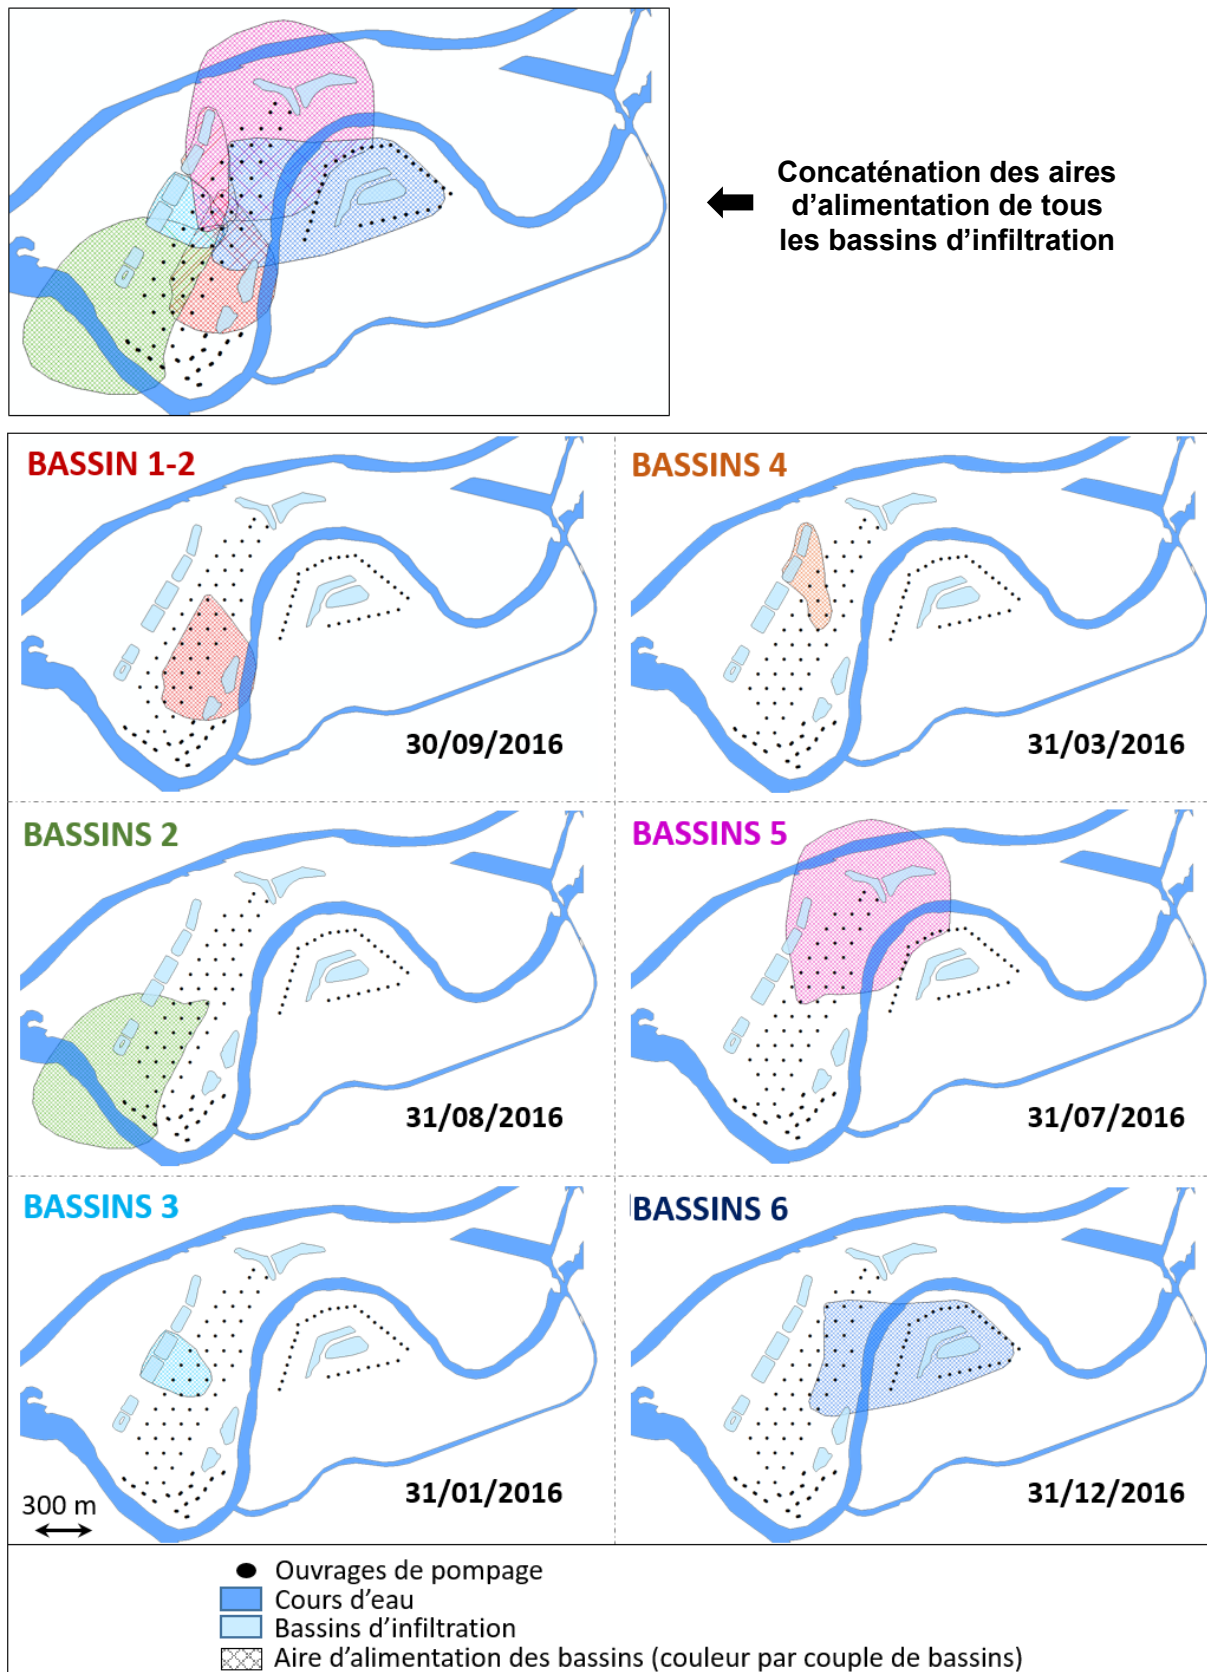 Concaténation des aires
d'alimentation de tous
les bassins d'infiltration
BASSIN 1-2
30/09/2016
BASSINS 4
31/03/2016
BASSINS 2
31/08/2016
BASSINS 5
31/07/2016
BASSINS 3
31/01/2016
300 m
BASSINS 6
31/12/2016
Ouvrages de pompage
Cours d'eau
Bassins d'infiltration
Aire d'alimentation des bassins (couleur par couple de bassins)